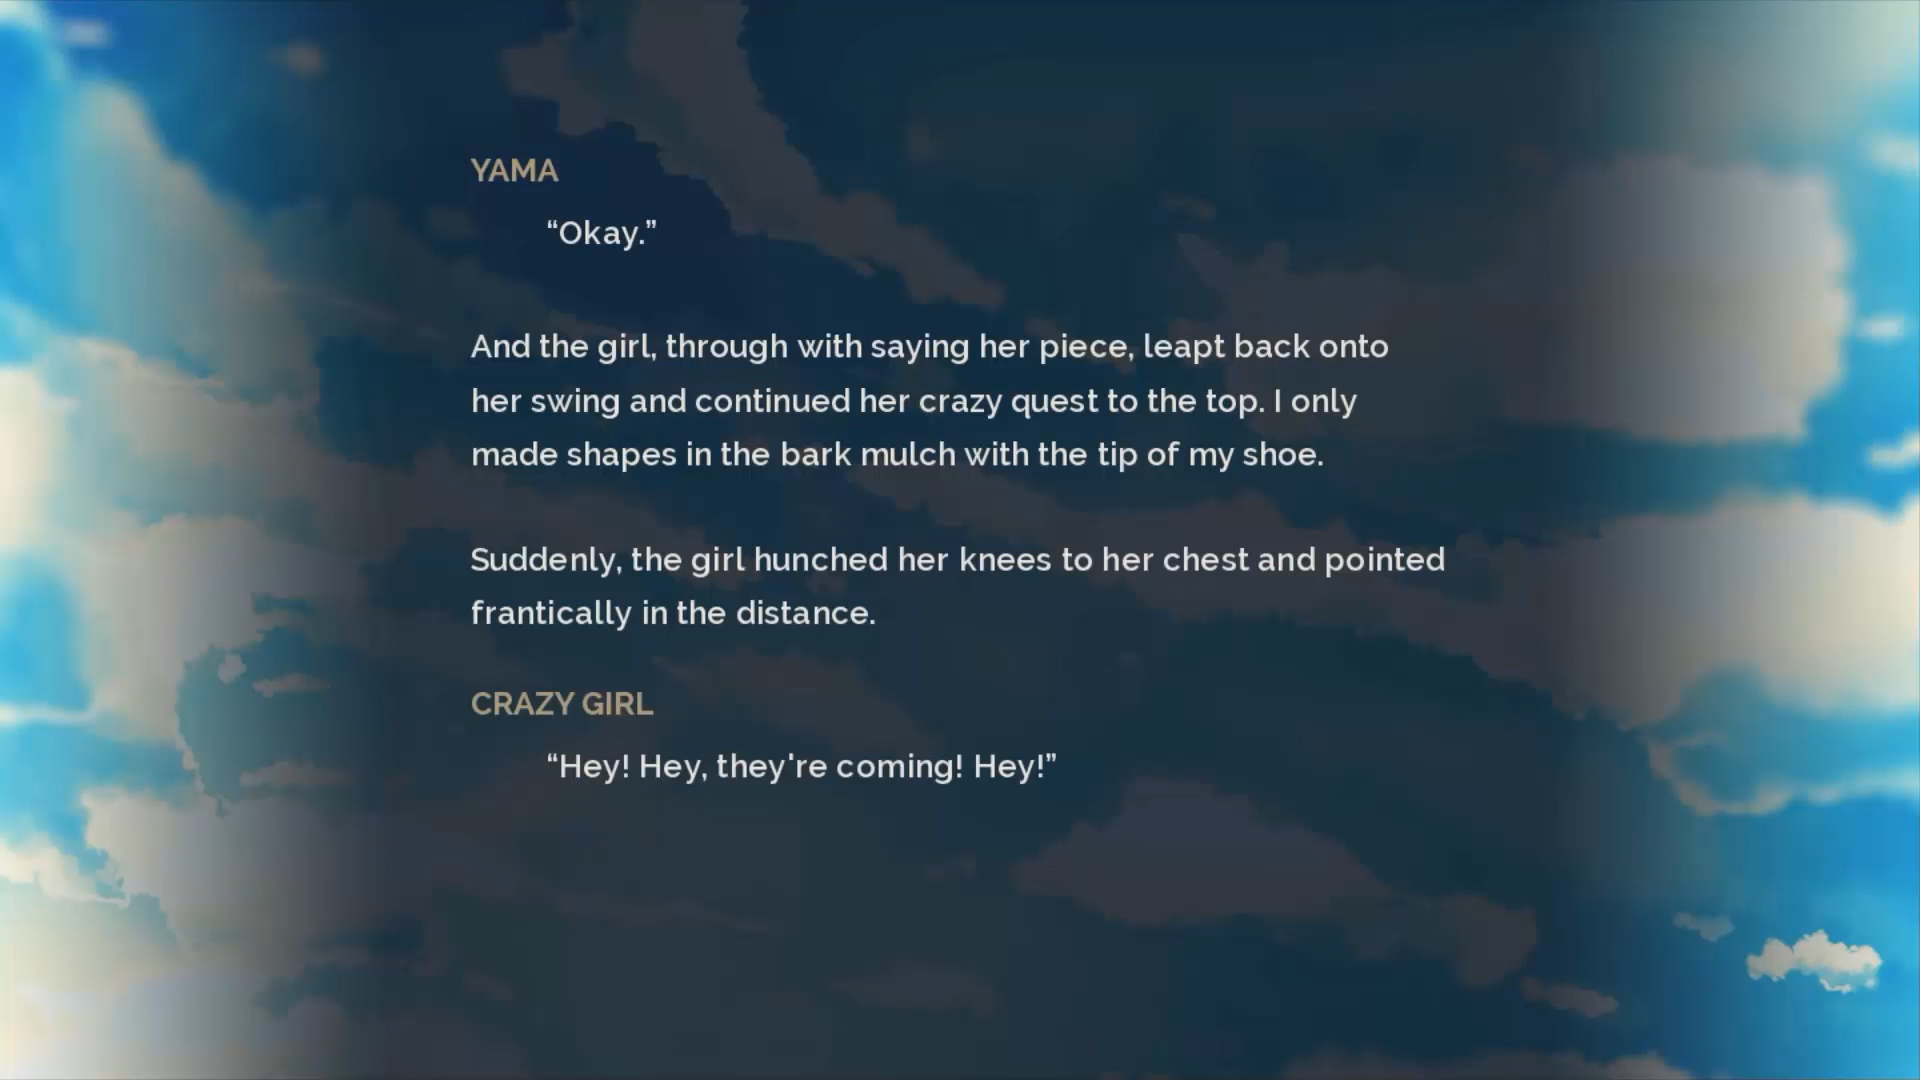 YAMA
“Okay.”
And the girl, through with saying her piece, leapt back onto
her swing and continued her crazy quest to the top. I only
made shapes in the bark mulch with the tip of my shoe.
Suddenly, the girl hunched her knees to her chest and pointed
frantically in the distance.
CRAZY GIRL
“Hey! Hey, they're coming! Hey!”